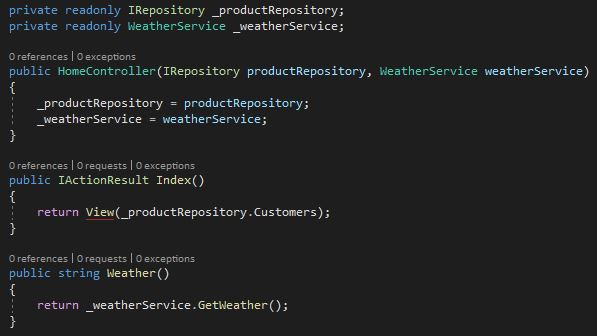 private readonly IRepository _productRepository;
private readonly WeatherService _weatherService;
0 references | 0 exceptions
public HomeController(IRepository productRepository, WeatherService weatherService)
{
_productRepository = productRepository;
_weatherService = weatherService;
}
0 references | 0 requests | 0 exceptions
public IActionResult Index()
{
return View(_productRepository.Customers);
}
0 references | 0 requests | 0 exceptions
public string Weather()
{
return _weatherService.GetWeather();
}